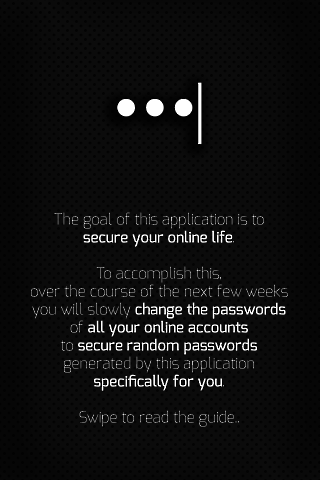 The goal of this application is to
secure your online life.
To accomplish this,
over the course of the next few weeks
you will slowly change the passwords
of all your online accounts
to secure random passwords
generated by this application
specifically for you.
Swipe to read the guide..